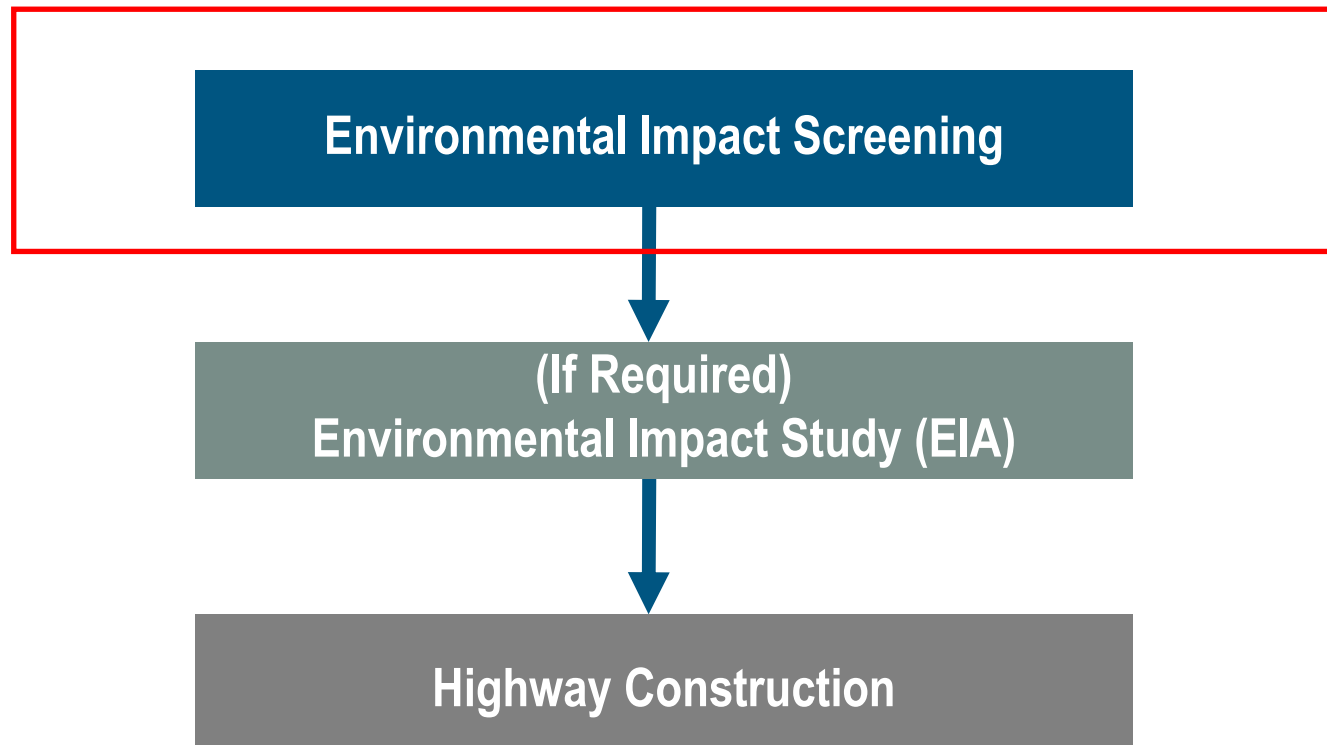 Environmental Impact Screening
(If Required)
Environmental Impact Study (EIA)
Highway Construction